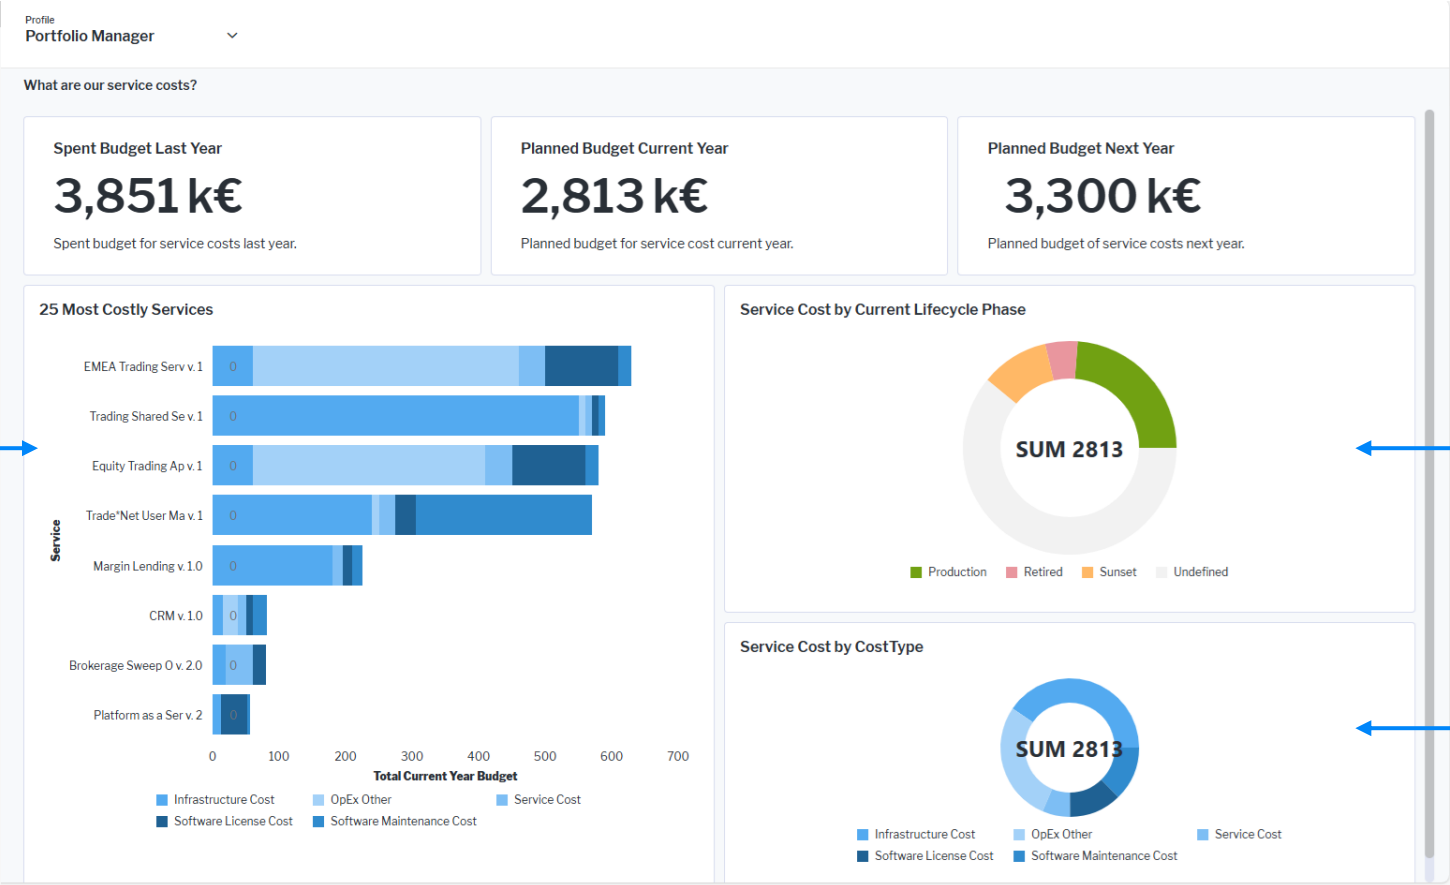 Profile
Portfolio Manager
What are our service costs?
Spent Budget Last Year
3,851 k€
Spent budget for service costs last year.
Planned Budget Current Year
2,813 k€
Planned budget for service cost current year.
Planned Budget Next Year
3,300 k€
Planned budget of service costs next year.
25 Most Costly Services
Service
EMEA Trading Serv v. 1
0
Trading Shared Se v. 1
0
Equity Trading Ap v. 1
0
Trade*Net User Ma v. 1
0
Margin Lending v. 1.0
0
CRM v. 1.0
0
Brokerage Sweep O v. 2.0
0
Platform as a Ser v. 2
0
0 100 200 300 400 500 600 700
Total Current Year Budget
Infrastructure Cost OpEx Other Service Cost
Software License Cost Software Maintenance Cost
Service Cost by Current Lifecycle Phase
SUM 2813
Production Retired Sunset Undefined
Service Cost by CostType
SUM 2813
Infrastructure Cost OpEx Other Service Cost
Software License Cost Software Maintenance Cost